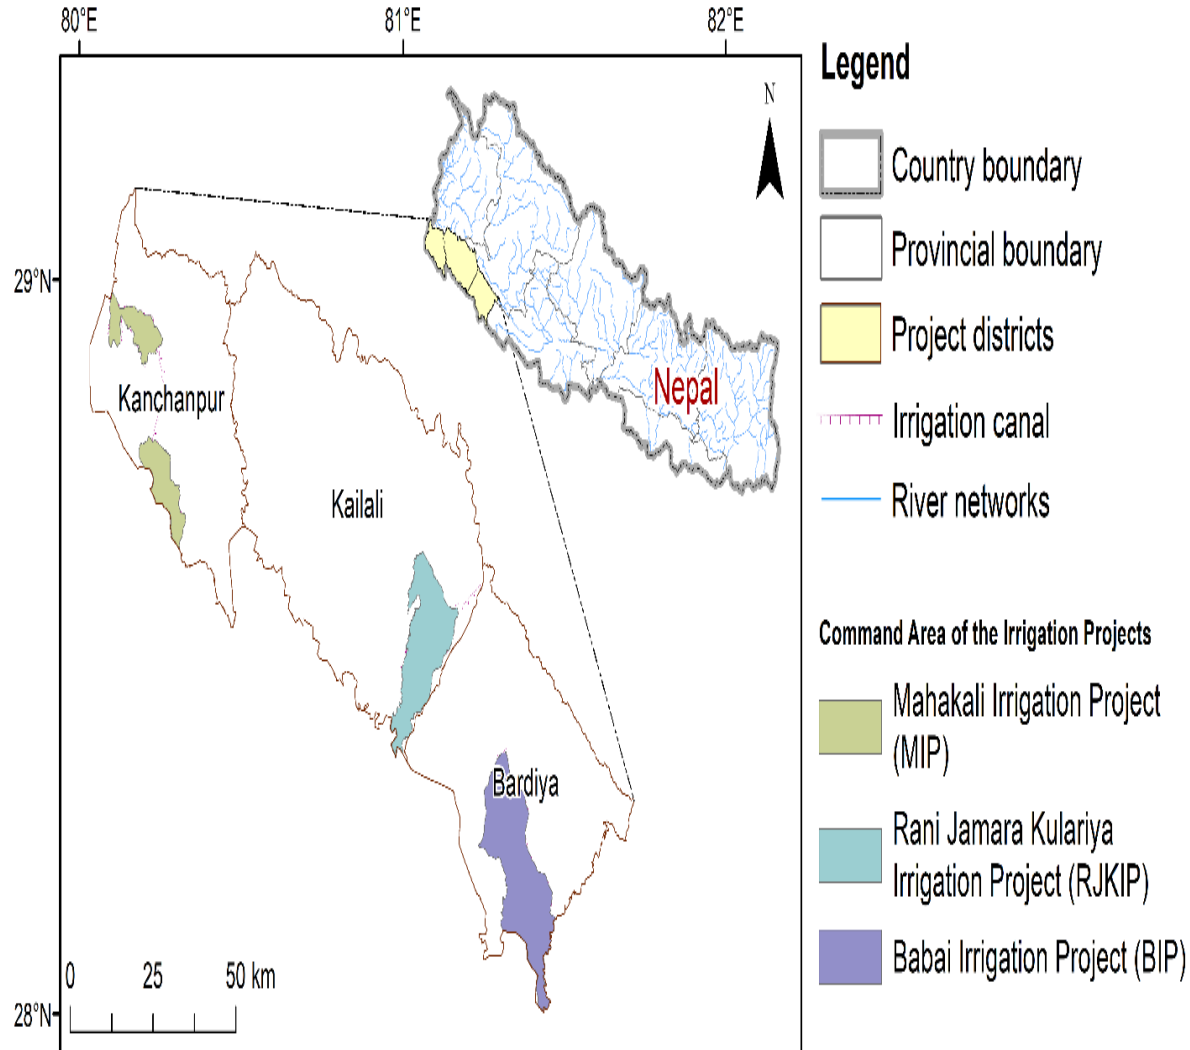 80°E
81°E
82°E
29°N
28°N
N
Nepal
Kanchanpur
Kailali
Bardiya
0 25 50 km
Legend
Country boundary
Provincial boundary
Project districts
Irrigation canal
River networks
Command Area of the Irrigation Projects
Mahakali Irrigation Project
(MIP)
Rani Jamara Kulariya
Irrigation Project (RJKIP)
Babai Irrigation Project (BIP)